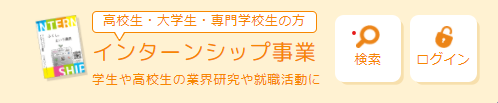 INTERN
SHIP
高校生・大学生・専門学校生の方
インターンシップ事業
学生や高校生の業界研究や就職活動に
検索
ログイン